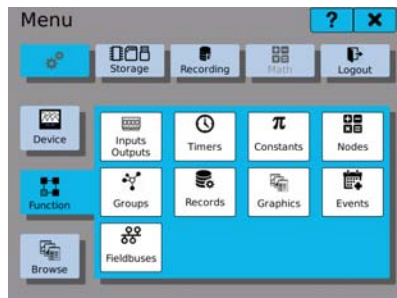 Menu
?
X
Storage
Recording
Math
Logout
Device
Inputs
Outputs
Timers
π
Constants
Nodes
Function
Groups
Records
Graphics
Events
Browse
Fieldbuses